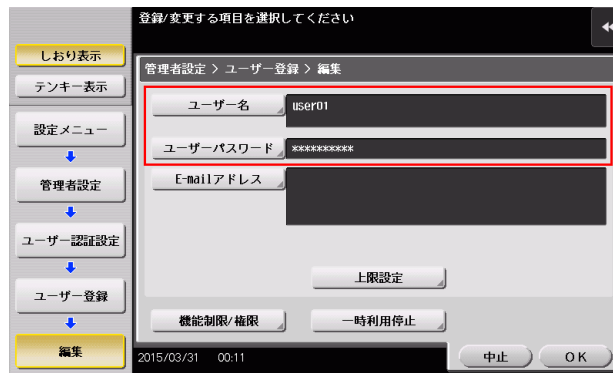 登録/変更する項目を選択してください
しおり表示
テンキー表示
設定メニュー
管理者設定
ユーザー認証設定
ユーザー登録
編集
管理者設定 > ユーザー登録 > 編集
ユーザー名 user01
ユーザーパスワード **********
E-mailアドレス
上限設定
機能制限/権限 一時利用停止
2015/03/31 00:11 中止 OK